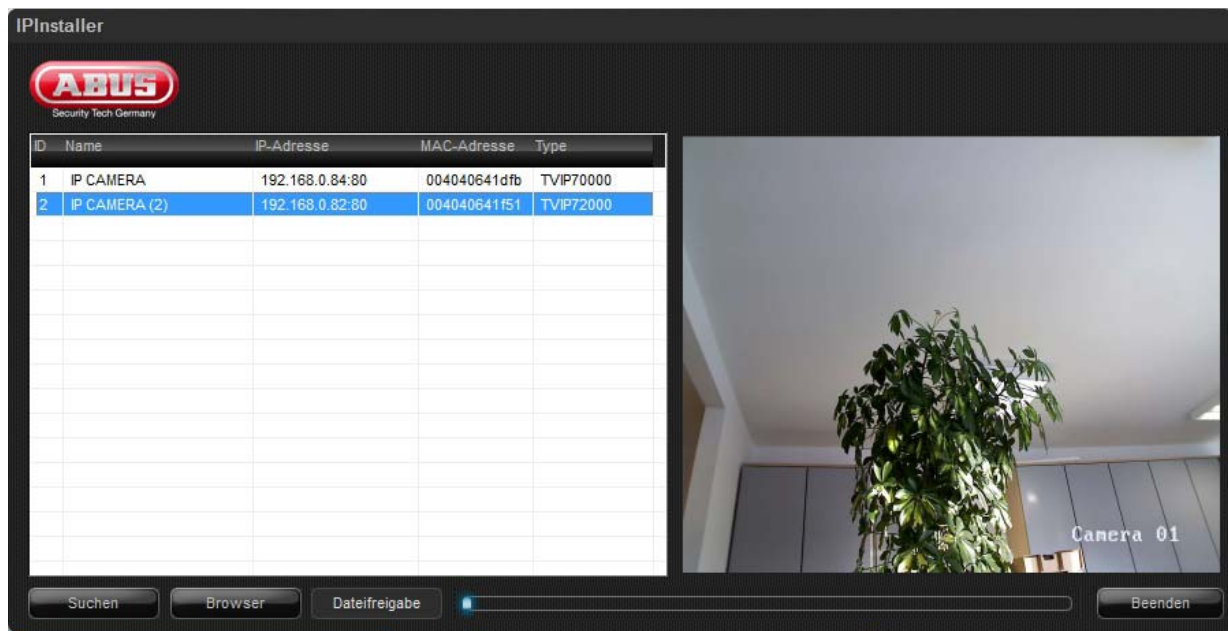 IPInstaller
ABUS
Security Tech Germany
ID Name IP-Adresse MAC-Adresse Type
1 IP CAMERA 192.168.0.84:80 004040641dfb TVIP70000
2 IP CAMERA (2) 192.168.0.82:80 004040641f51 TVIP72000
Camera 01
Suchen Browser Dateifreigabe Beenden